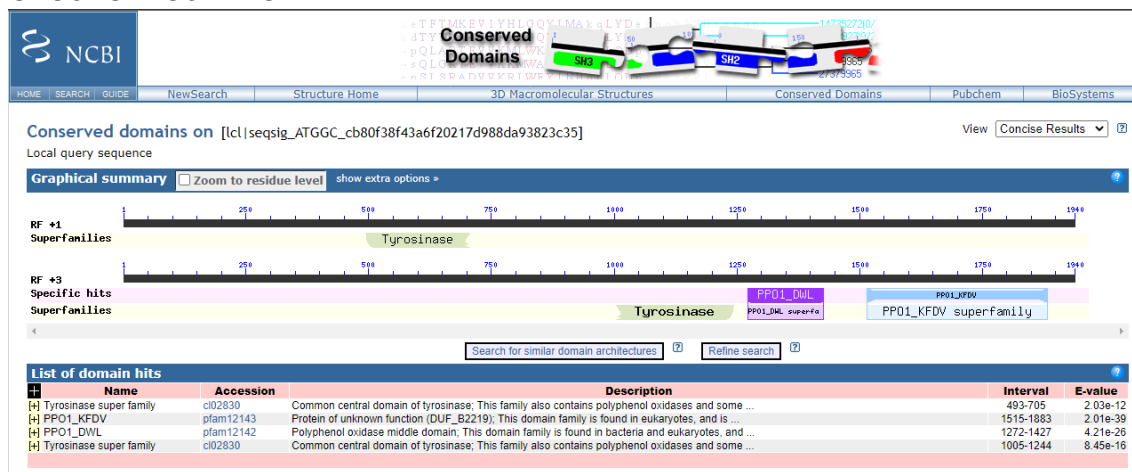 NCBI
Conserved
Domains
SH3
SH2
HOME SEARCH GUIDE NewSearch Structure Home 3D Macromolecular Structures Conserved Domains Pubchem BioSystems
Conserved domains on [lcl|seqsig_ATGGC_cb80f38f43a6f20217d988da93823c35]
View Concise Results
Local query sequence
Graphical summary Zoom to residue level show extra options »
1 250 500 750 1000 1250 1500 1750 1940
RF +1
Superfamilies Tyrosinase
1 250 500 750 1000 1250 1500 1750 1940
RF +3
Specific hits PPO1_DWL PPO1_KFDV
Superfamilies Tyrosinase PPO1_DWL superfa PPO1_KFDV superfamily
Search for similar domain architectures ? Refine search ?
List of domain hits
+ Name Accession Description Interval E-value
[+] Tyrosinase super family cl02830 Common central domain of tyrosinase; This family also contains polyphenol oxidases and some ... 493-705 2.03e-12
[+] PPO1_KFDV pfam12143 Protein of unknown function (DUF_B2219); This domain family is found in eukaryotes, and is ... 1515-1883 2.01e-39
[+] PPO1_DWL pfam12142 Polyphenol oxidase middle domain; This domain family is found in bacteria and eukaryotes, and ... 1272-1427 4.21e-26
[+] Tyrosinase super family cl02830 Common central domain of tyrosinase; This family also contains polyphenol oxidases and some ... 1005-1244 8.45e-16